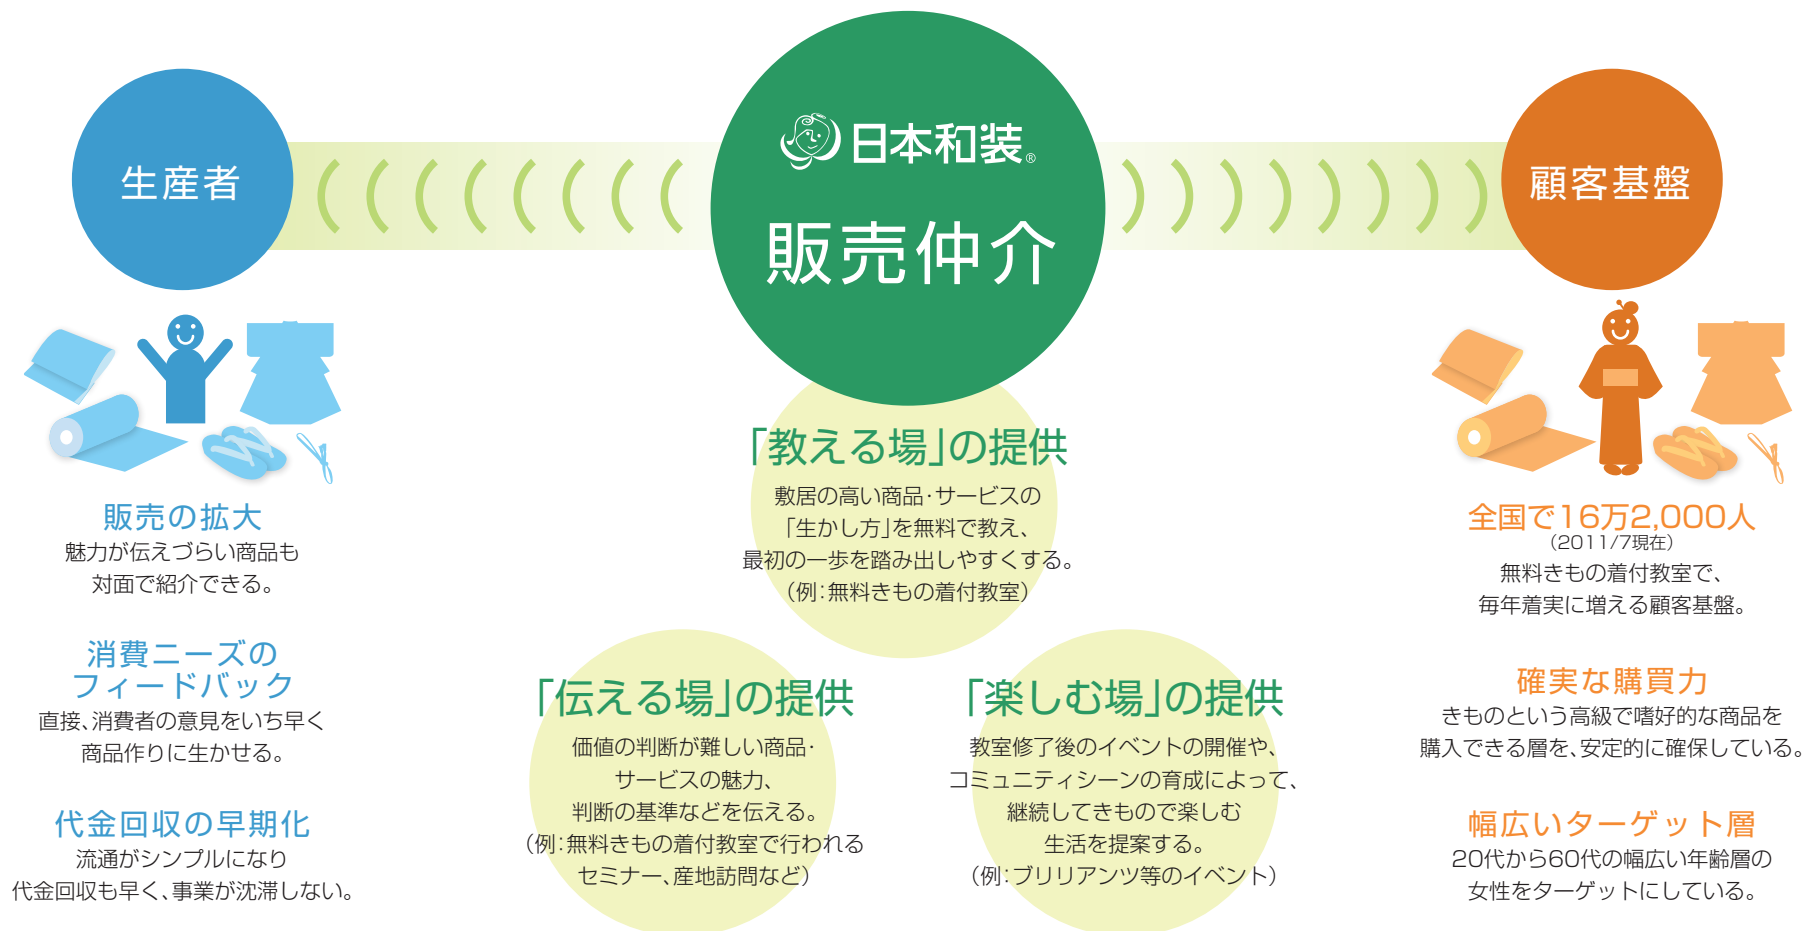 生産者
日本和装®
販売仲介
顧客基盤
販売の拡大
魅力が伝えづらい商品も
対面で紹介できる。
消費ニーズの
フィードバック
直接、消費者の意見をいち早く
商品作りに生かせる。
代金回収の早期化
流通がシンプルになり
代金回収も早く、事業が沈滞しない。
「教える場」の提供
敷居の高い商品・サービスの
「生かし方」を無料で教え、
最初の一歩を踏み出しやすくする。
（例：無料きもの着付教室）
「伝える場」の提供
価値の判断が難しい商品・
サービスの魅力、
判断の基準などを伝える。
（例：無料きもの着付教室で行われる
セミナー、産地訪問など）
「楽しむ場」の提供
教室修了後のイベントの開催や、
コミュニティシーンの育成によって、
継続してきもので楽しむ
生活を提案する。
（例：ブリリアンツ等のイベント）
全国で16万2,000人
（2011/7現在）
無料きもの着付教室で、
毎年着実に増える顧客基盤。
確実な購買力
きものという高級で嗜好的な商品を
購入できる層を、安定的に確保している。
幅広いターゲット層
20代から60代の幅広い年齢層の
女性をターゲットにしている。